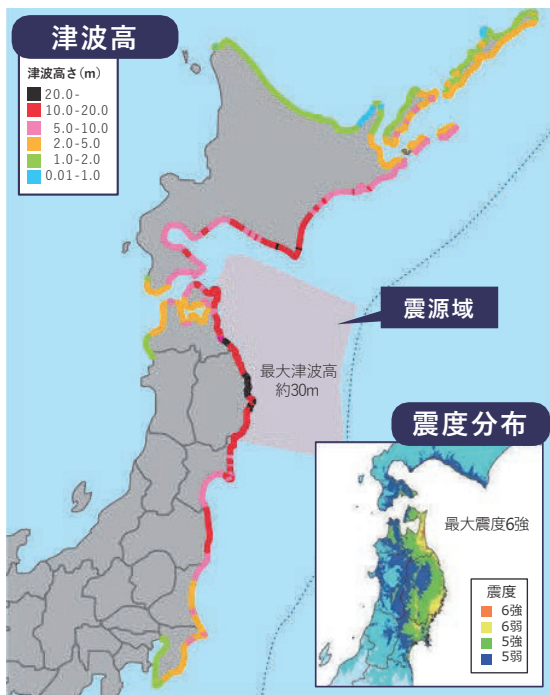 津波高
津波高さ(m)
20.0-
10.0-20.0
5.0-10.0
2.0-5.0
1.0-2.0
0.01-1.0
震源域
最大津波高
約30m
震度分布
最大震度6強
震度
6強
6弱
5強
5弱